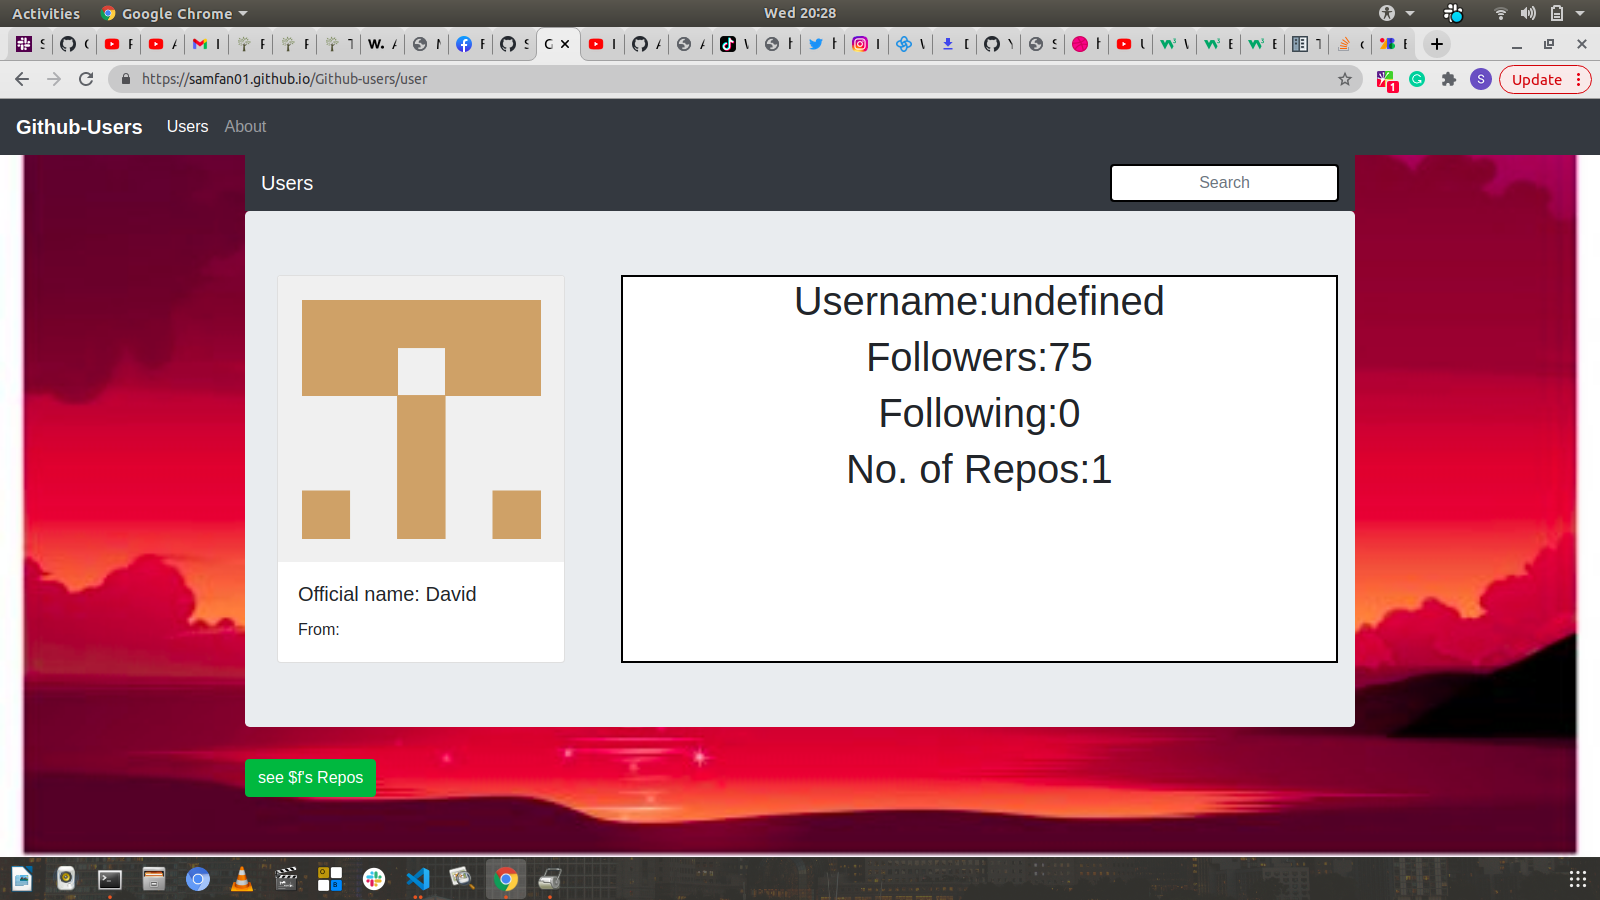 Activities
Google Chrome
Wed 20:28
https://samfan01.github.io/Github-users/user
S
Update
1
Github-Users
Users
About
Users
Search
Username:undefined
Followers:75
Following:0
No. of Repos:1
Official name: David
From:
see $f's Repos